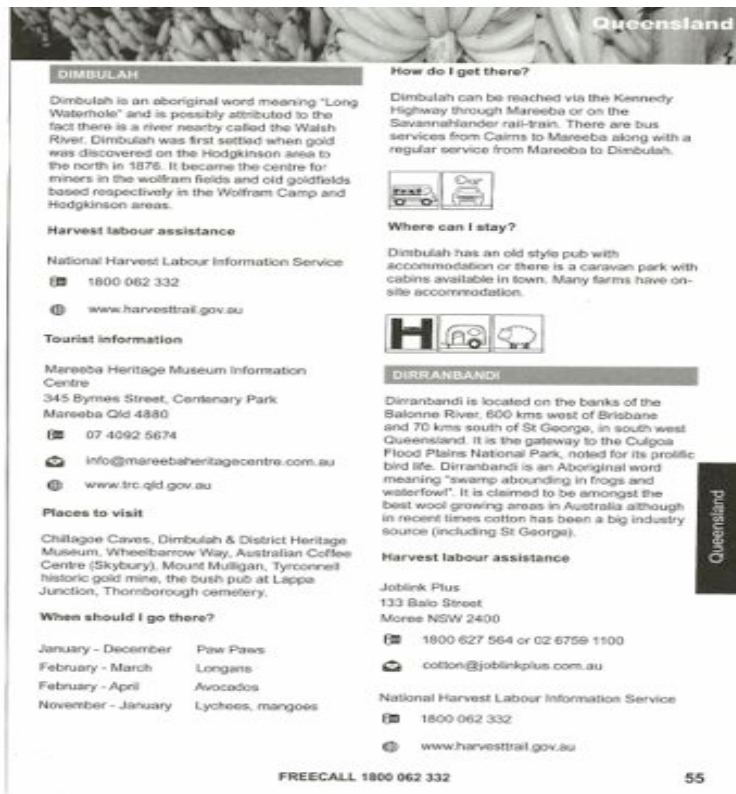 Queensland
DIMBULAH
Dimbulah is an aboriginal word meaning "Long
Waterhole" and is possibly attributed to the
fact there is a river nearby called the Walsh
River. Dimbulah was first settled when gold
was discovered on the Hodgkinson area to
the north in 1876. It became the centre for
miners in the wolfram fields and old goldfields
based respectively in the Wolfram Camp and
Hodgkinson areas.
Harvest labour assistance
National Harvest Labour Information Service
1800 062 332
www.harvesttrail.gov.au
Tourist information
Mareeba Heritage Museum Information
Centre
345 Byrnes Street, Centenary Park
Mareeba Qld 4880
07 4092 5674
info@mareebaheritagecentre.com.au
www.trc.qld.gov.au
Places to visit
Chillagoe Caves, Dimbulah & District Heritage
Museum, Wheelbarrow Way, Australian Coffee
Centre (Skybury), Mount Mulligan, Tyrconnell
historic gold mine, the bush pub at Lappa
Junction, Thornborough cemetery.
When should I go there?
January - December Paw Paws
February - March Longans
February - April Avocados
November - January Lychees, mangoes
How do I get there?
Dimbulah can be reached via the Kennedy
Highway through Mareeba or on the
Savannahlander rail-train. There are bus
services from Cairns to Mareeba along with a
regular service from Mareeba to Dimbulah.
Our
Where can I stay?
Dimbulah has an old style pub with
accommodation or there is a caravan park with
cabins available in town. Many farms have on-
site accommodation.
H
DIRRANBANDI
Dirranbandi is located on the banks of the
Balonne River, 600 kms west of Brisbane
and 70 kms south of St George, in south west
Queensland. It is the gateway to the Culgoa
Flood Plains National Park, noted for its prolific
bird life. Dirranbandi is an Aboriginal word
meaning "swamp abounding in frogs and
waterfowl". It is claimed to be amongst the
best wool growing areas in Australia although
in recent times cotton has been a big industry
source (including St George).
Harvest labour assistance
Joblink Plus
133 Balo Street
Moree NSW 2400
1800 627 564 or 02 6759 1100
cotton@joblinkplus.com.au
National Harvest Labour Information Service
1800 062 332
www.harvesttrail.gov.au
Queensland
FREECALL 1800 062 332
55